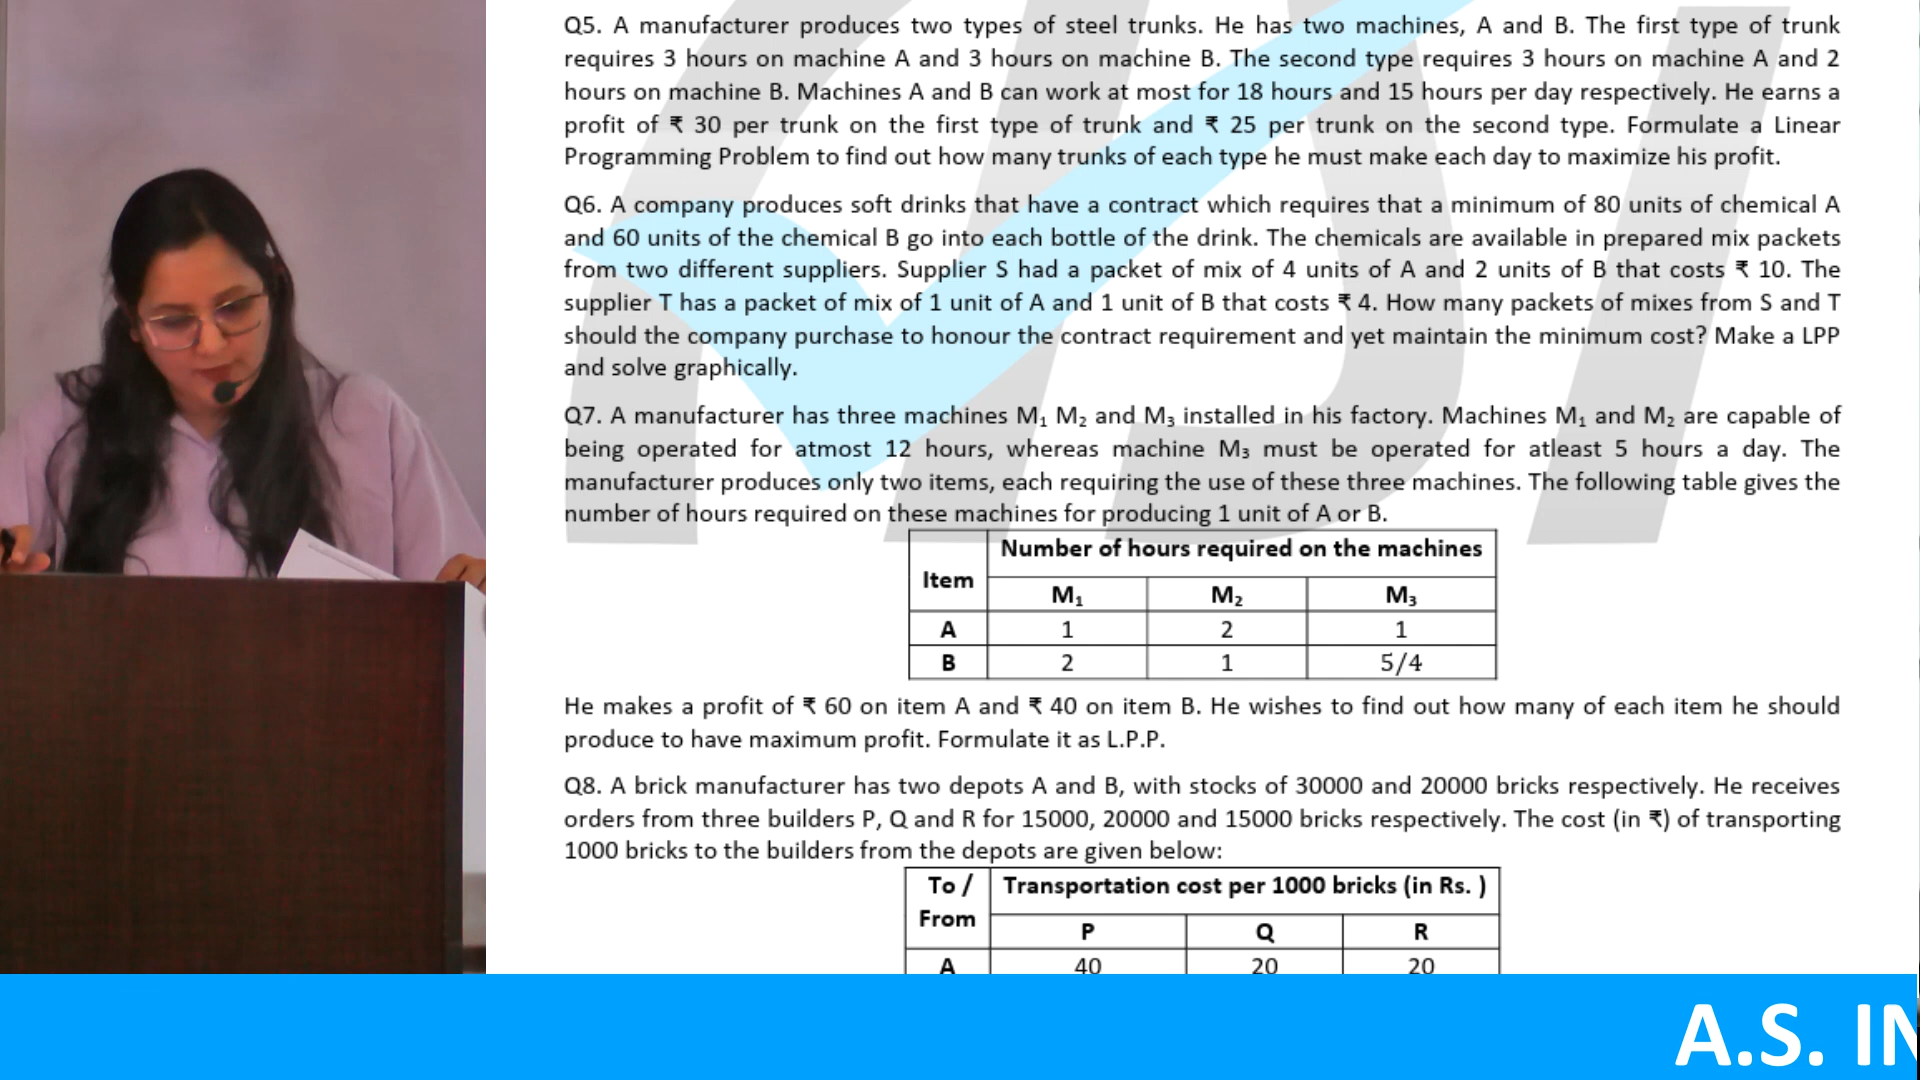 Q5. A manufacturer produces two types of steel trunks. He has two machines, A and B. The first type of trunk
requires 3 hours on machine A and 3 hours on machine B. The second type requires 3 hours on machine A and 2
hours on machine B. Machines A and B can work at most for 18 hours and 15 hours per day respectively. He earns a
profit of ₹ 30 per trunk on the first type of trunk and ₹ 25 per trunk on the second type. Formulate a Linear
Programming Problem to find out how many trunks of each type he must make each day to maximize his profit.
Q6. A company produces soft drinks that have a contract which requires that a minimum of 80 units of chemical A
and 60 units of the chemical B go into each bottle of the drink. The chemicals are available in prepared mix packets
from two different suppliers. Supplier S had a packet of mix of 4 units of A and 2 units of B that costs ₹ 10. The
supplier T has a packet of mix of 1 unit of A and 1 unit of B that costs ₹ 4. How many packets of mixes from S and T
should the company purchase to honour the contract requirement and yet maintain the minimum cost? Make a LPP
and solve graphically.
Q7. A manufacturer has three machines M₁ M₂ and M₃ installed in his factory. Machines M₁ and M₂ are capable of
being operated for atmost 12 hours, whereas machine M₃ must be operated for atleast 5 hours a day. The
manufacturer produces only two items, each requiring the use of these three machines. The following table gives the
number of hours required on these machines for producing 1 unit of A or B.
Item
Number of hours required on the machines
M₁ M₂ M₃
A 1 2 1
B 2 1 5/4
He makes a profit of ₹ 60 on item A and ₹ 40 on item B. He wishes to find out how many of each item he should
produce to have maximum profit. Formulate it as L.P.P.
Q8. A brick manufacturer has two depots A and B, with stocks of 30000 and 20000 bricks respectively. He receives
orders from three builders P, Q and R for 15000, 20000 and 15000 bricks respectively. The cost (in ₹) of transporting
1000 bricks to the builders from the depots are given below:
To /
From
Transportation cost per 1000 bricks (in Rs. )
P Q R
A 40 20 20
A.S. IN